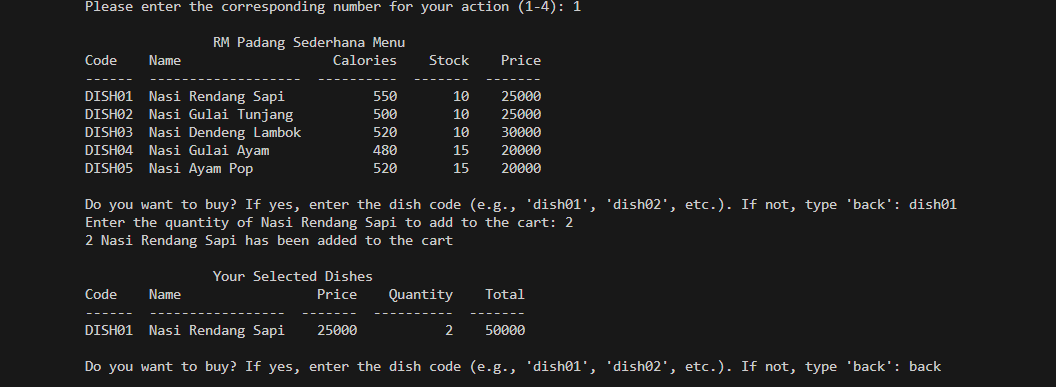 Please enter the corresponding number for your action (1-4): 1
RM Padang Sederhana Menu
Code    Name                   Calories    Stock    Price
------  -------------------  ----------  -------  -------
DISH01  Nasi Rendang Sapi           550       10    25000
DISH02  Nasi Gulai Tunjang          500       10    25000
DISH03  Nasi Dendeng Lambok         520       10    30000
DISH04  Nasi Gulai Ayam             480       15    20000
DISH05  Nasi Ayam Pop               520       15    20000
Do you want to buy? If yes, enter the dish code (e.g., 'dish01', 'dish02', etc.). If not, type 'back': dish01
Enter the quantity of Nasi Rendang Sapi to add to the cart: 2
2 Nasi Rendang Sapi has been added to the cart
Your Selected Dishes
Code    Name                 Price    Quantity    Total
------  -----------------  -------  ----------  -------
DISH01  Nasi Rendang Sapi    25000           2    50000
Do you want to buy? If yes, enter the dish code (e.g., 'dish01', 'dish02', etc.). If not, type 'back': back